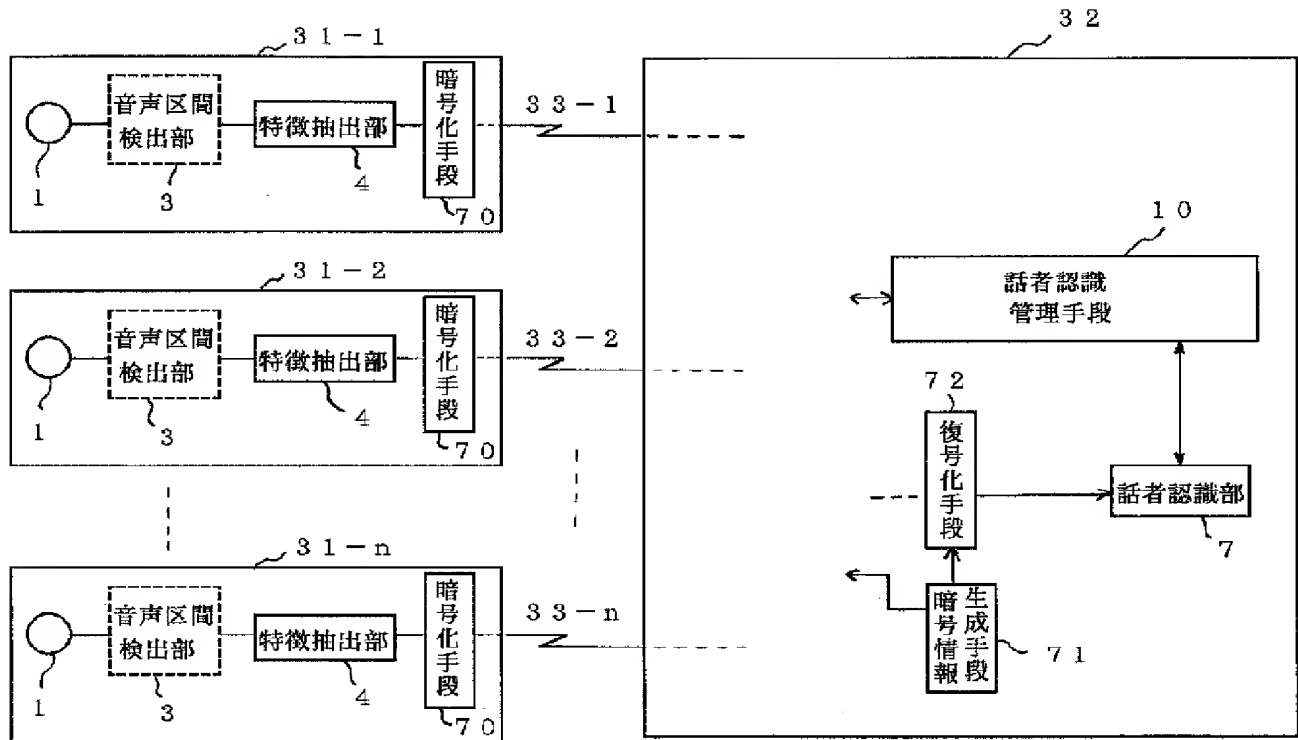 31-1
音声区間
検出部
特徴抽出部
暗号化手段
1
3
4
70
33-1
31-2
音声区間
検出部
特徴抽出部
暗号化手段
1
3
4
70
33-2
31-n
音声区間
検出部
特徴抽出部
暗号化手段
1
3
4
70
33-n
32
10
話者認識
管理手段
72
復号化手段
話者認識部
7
暗号情報
生成手段
71